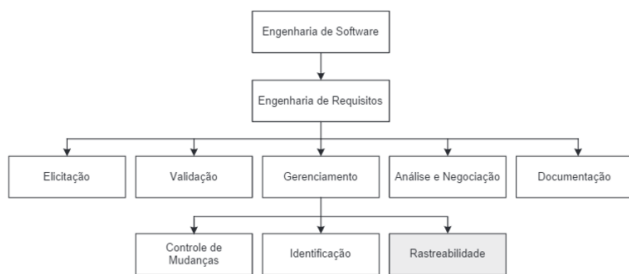 Engenharia de Software
Engenharia de Requisitos
Elicitação
Validação
Gerenciamento
Análise e Negociação
Documentação
Controle de
Mudanças
Identificação
Rastreabilidade